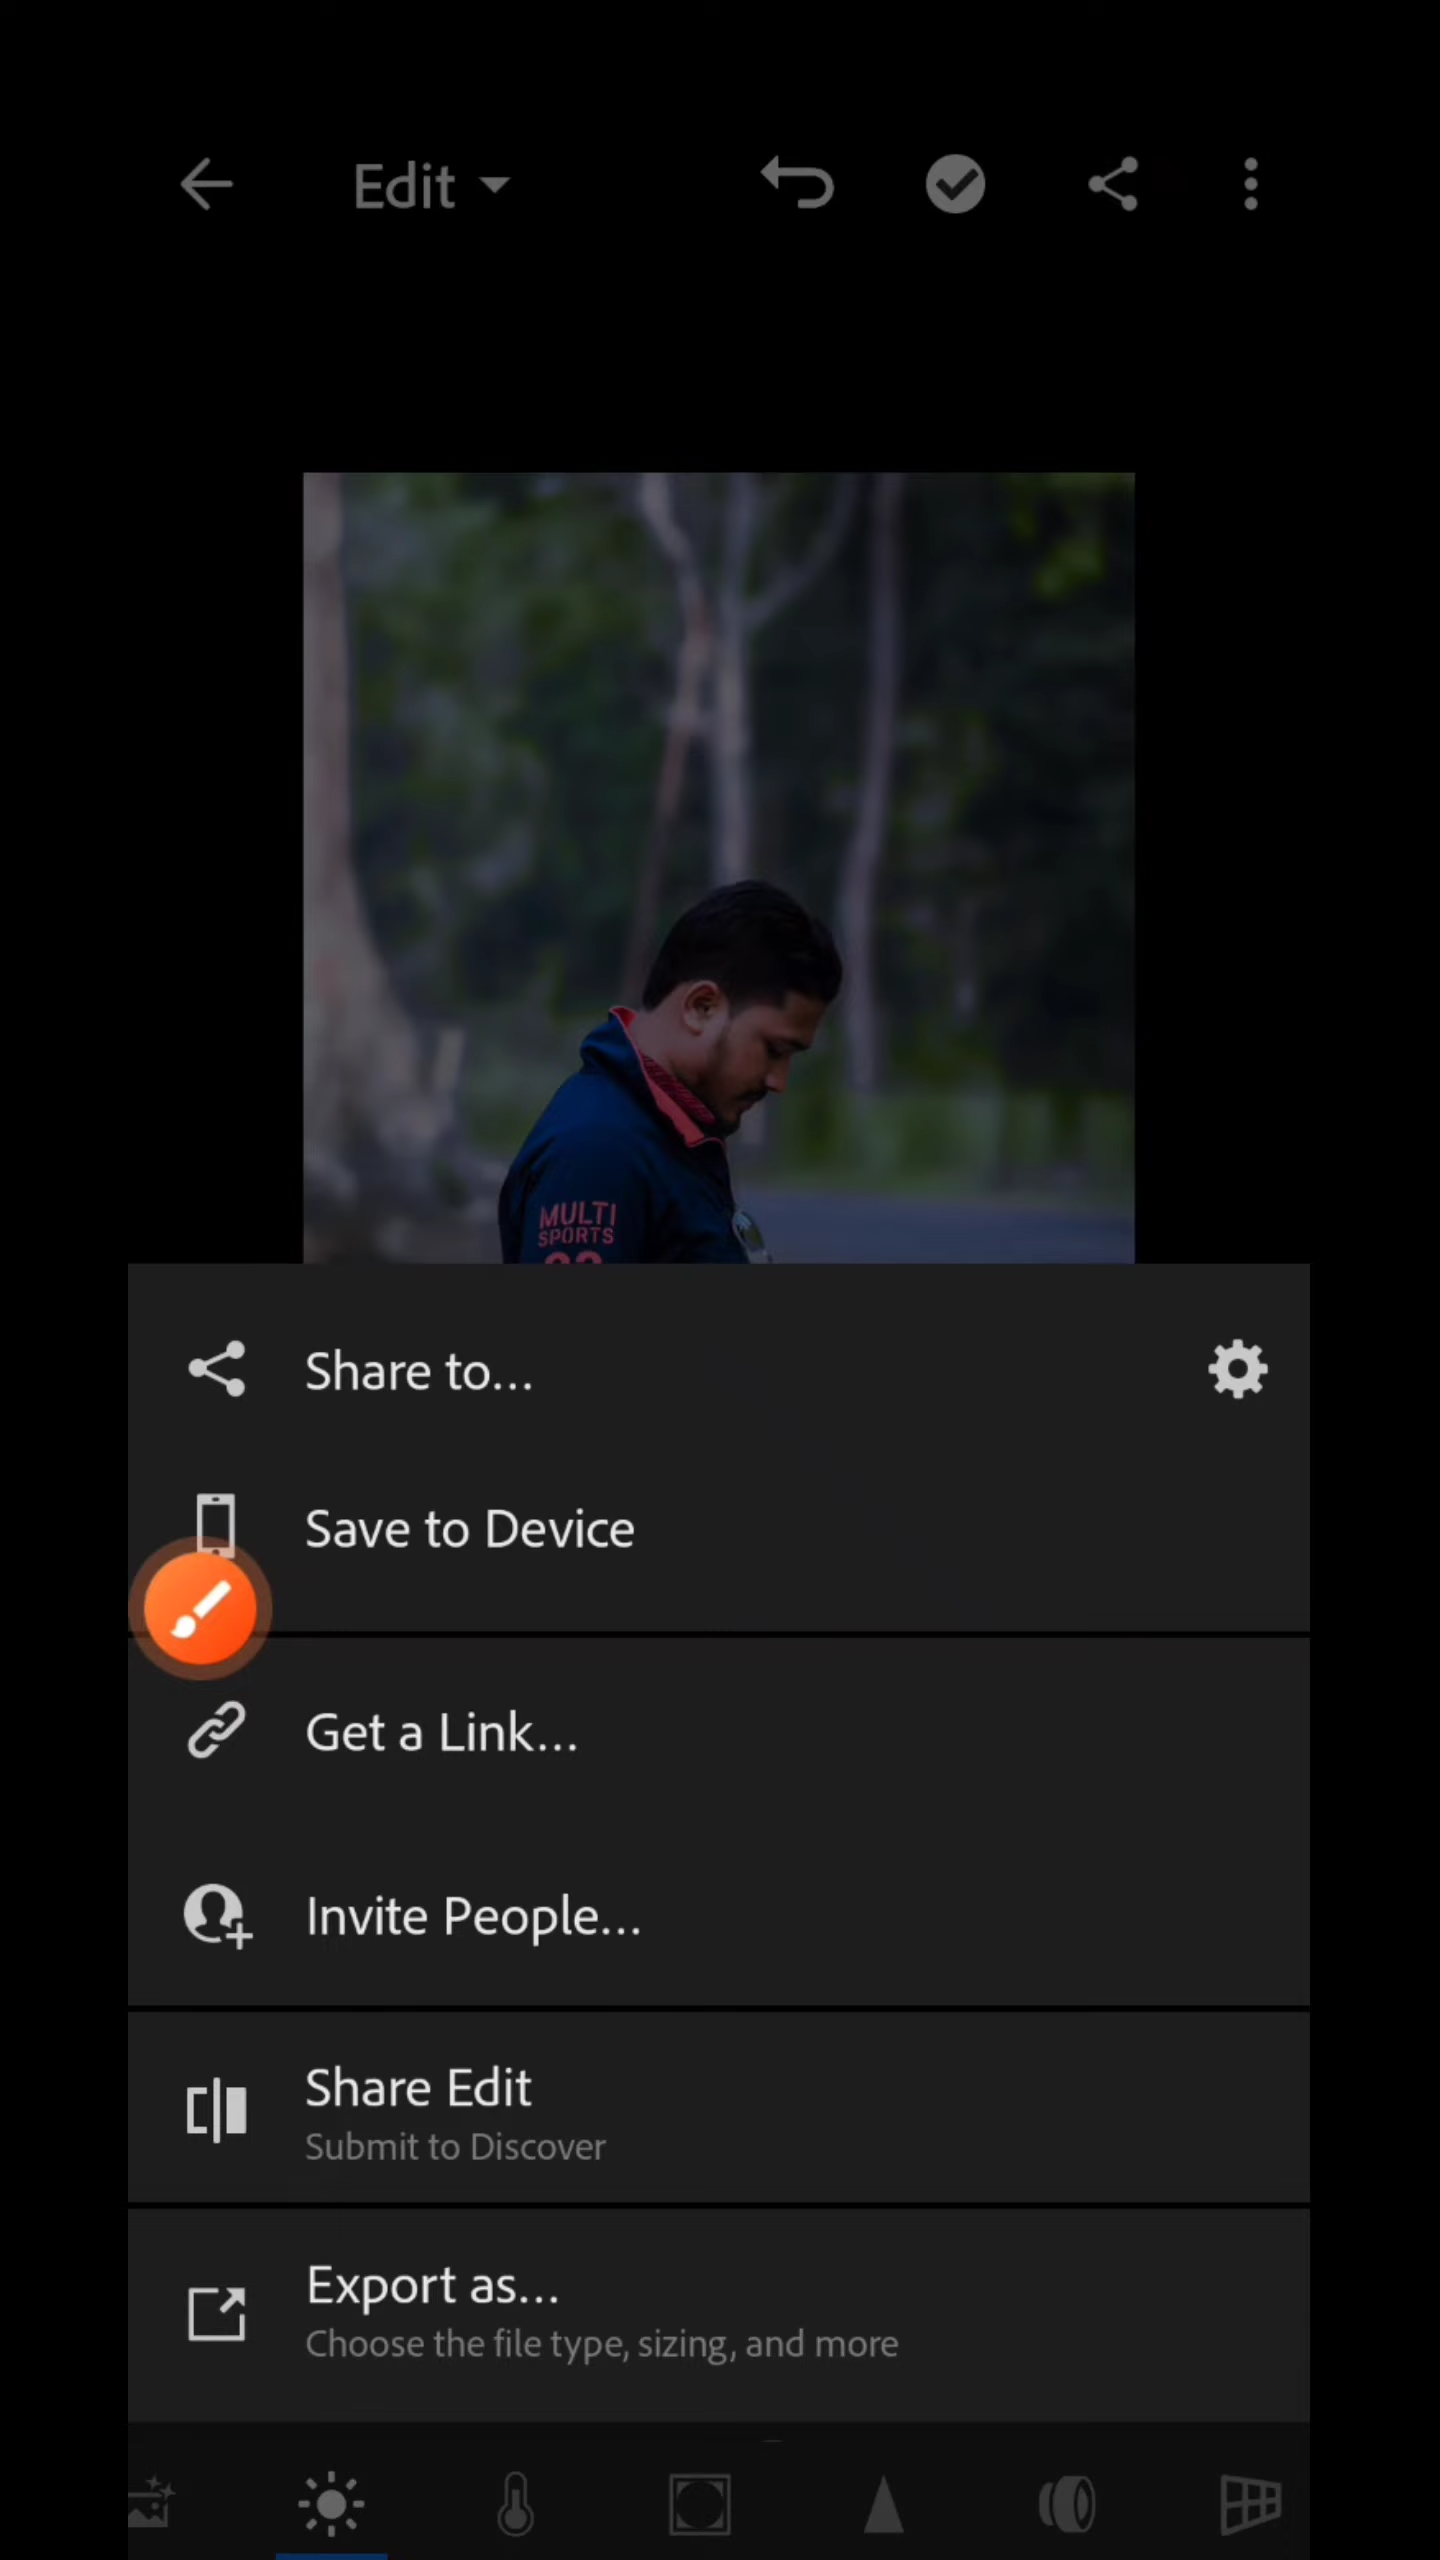 Edit
MULTI
SPORTS
Share to...
Save to Device
Get a Link...
Invite People...
Share Edit
Submit to Discover
Export as...
Choose the file type, sizing, and more